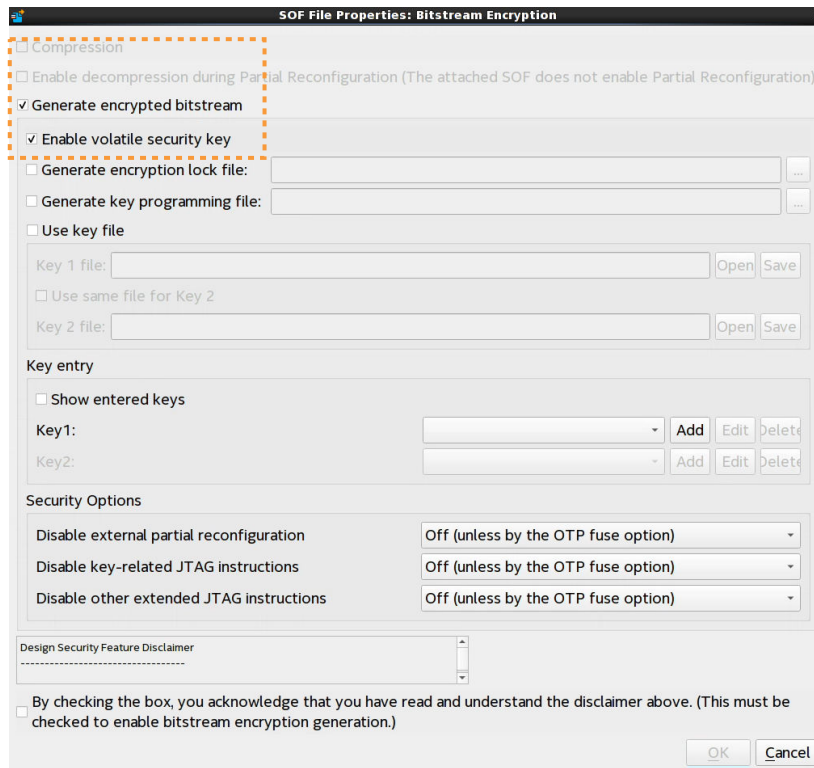 SOF File Properties: Bitstream Encryption
Compression
Enable decompression during Partial Reconfiguration (The attached SOF does not enable Partial Reconfiguration)
Generate encrypted bitstream
Enable volatile security key
Generate encryption lock file: ...
Generate key programming file: ...
Use key file
Key 1 file: Open Save
Use same file for Key 2
Key 2 file: Open Save
Key entry
Show entered keys
Key1: Add Edit Delete
Key2: Add Edit Delete
Security Options
Disable external partial reconfiguration Off (unless by the OTP fuse option)
Disable key-related JTAG instructions Off (unless by the OTP fuse option)
Disable other extended JTAG instructions Off (unless by the OTP fuse option)
Design Security Feature Disclaimer
----------------------------------
By checking the box, you acknowledge that you have read and understand the disclaimer above. (This must be
checked to enable bitstream encryption generation.)
OK Cancel